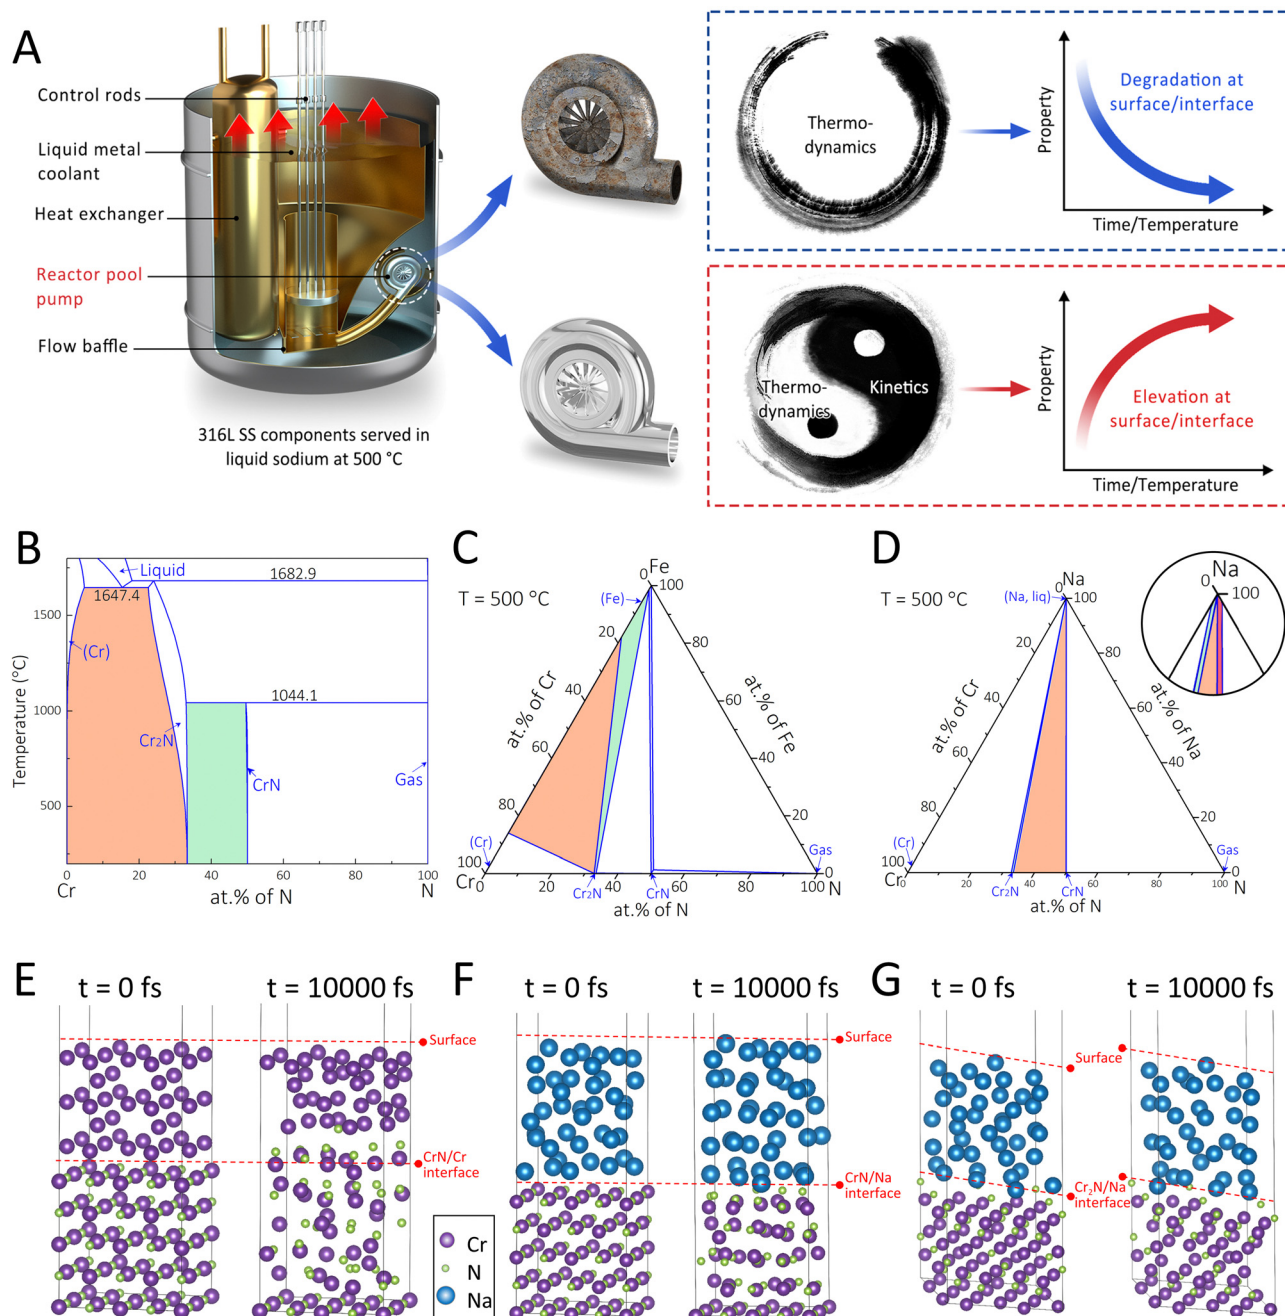 A
Control rods
Liquid metal
coolant
Heat exchanger
Reactor pool
pump
Flow baffle
316L SS components served in
liquid sodium at 500 °C
Thermo-
dynamics
Property
Degradation at
surface/interface
Time/Temperature
Thermo-
dynamics
Kinetics
Property
Elevation at
surface/interface
Time/Temperature
B
Liquid
1682.9
1647.4
(Cr)
1044.1
Cr₂N
CrN
Gas
Temperature (°C)
1500
1000
500
0 20 40 60 80 100
Cr at.% of N N
C
T = 500 °C
Fe
0 100
(Fe)
20 80
at.% of Cr
at.% of Fe
40 60
60 40
80 20
(Cr)
Gas
100 0
Cr 0 20 40 60 80 100 N
Cr₂N CrN
at.% of N
D
T = 500 °C
Na
0 100
(Na, liq)
20 80
at.% of Cr
at.% of Na
40 60
60 40
80 20
(Cr)
Gas
100 0
Cr 0 20 40 60 80 100 N
Cr₂N CrN
at.% of N
Na
0 100
E
t = 0 fs t = 10000 fs
Surface
CrN/Cr
interface
F
t = 0 fs t = 10000 fs
Surface
CrN/Na
interface
Cr
N
Na
G
t = 0 fs t = 10000 fs
Surface
Cr₂N/Na
interface